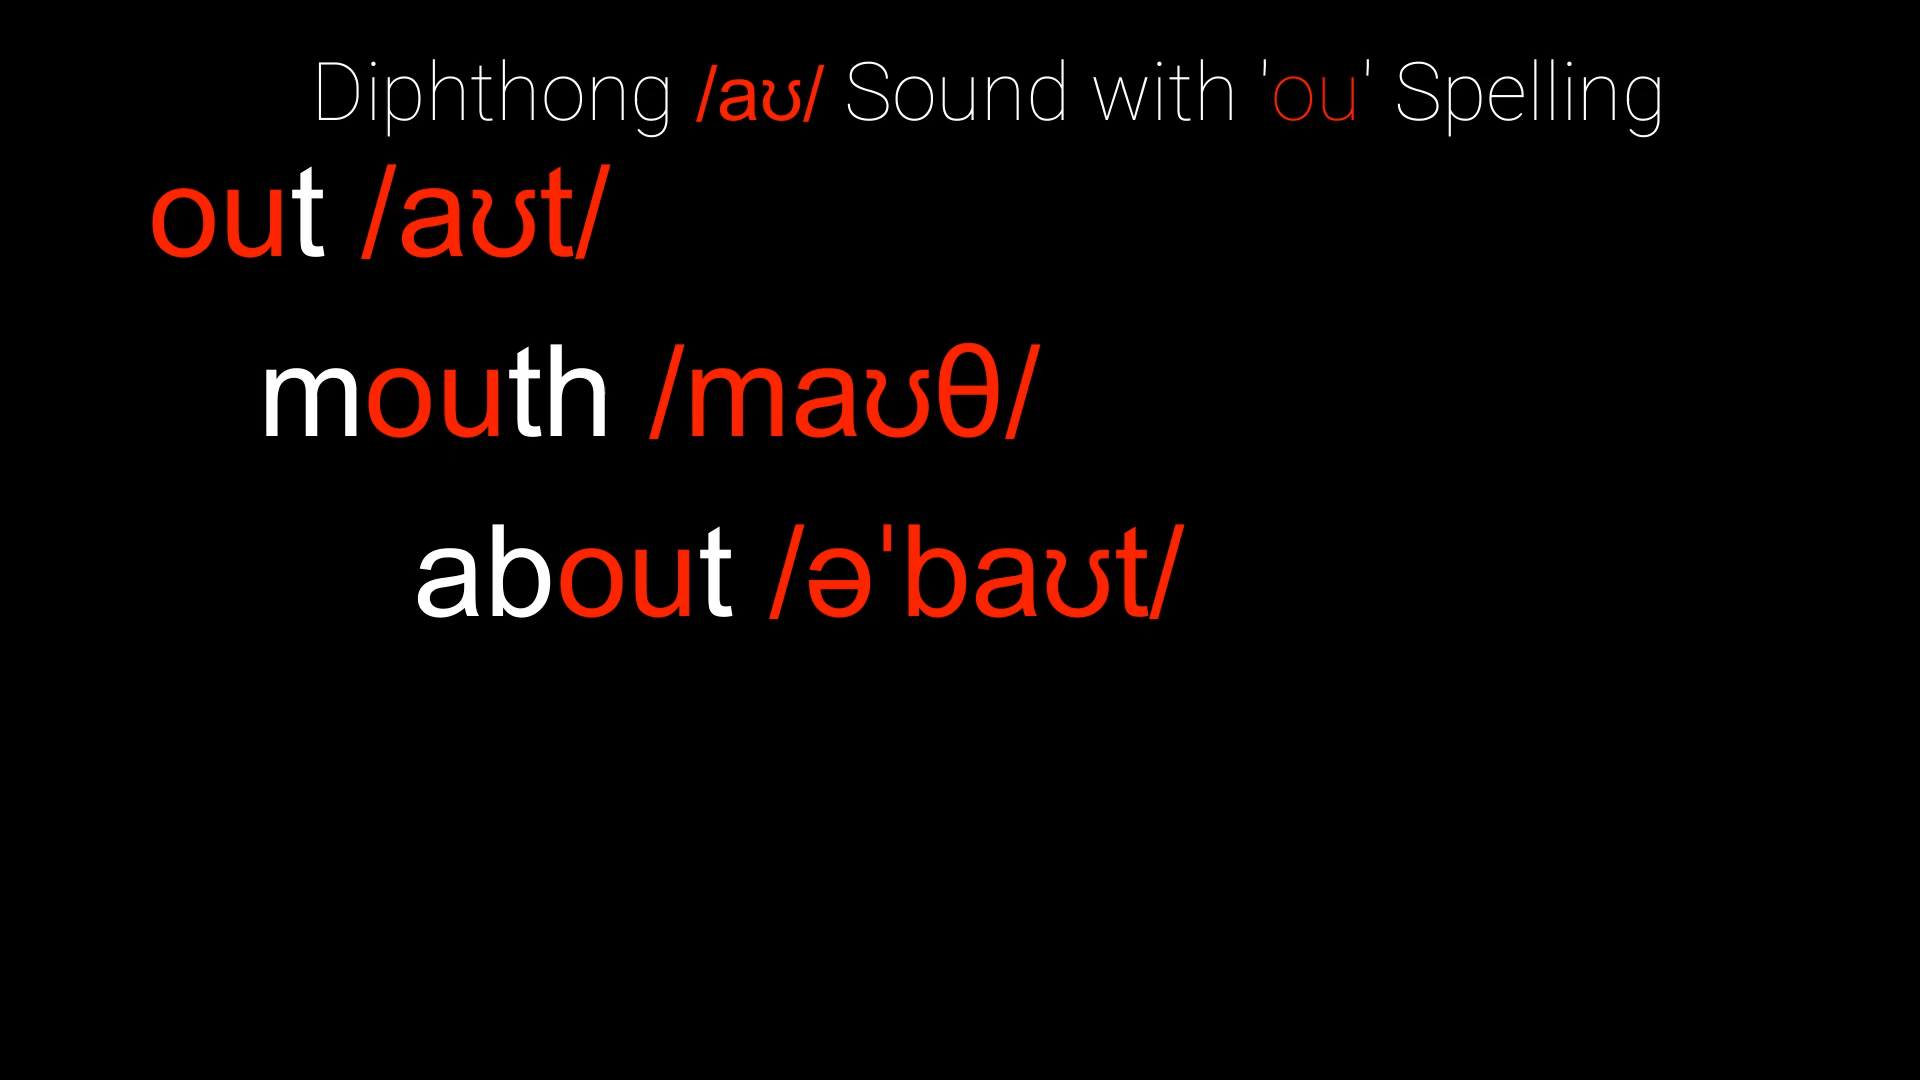 Diphthong /aʊ/ Sound with 'ou' Spelling
out /aʊt/
mouth /maʊθ/
about /ə'baʊt/